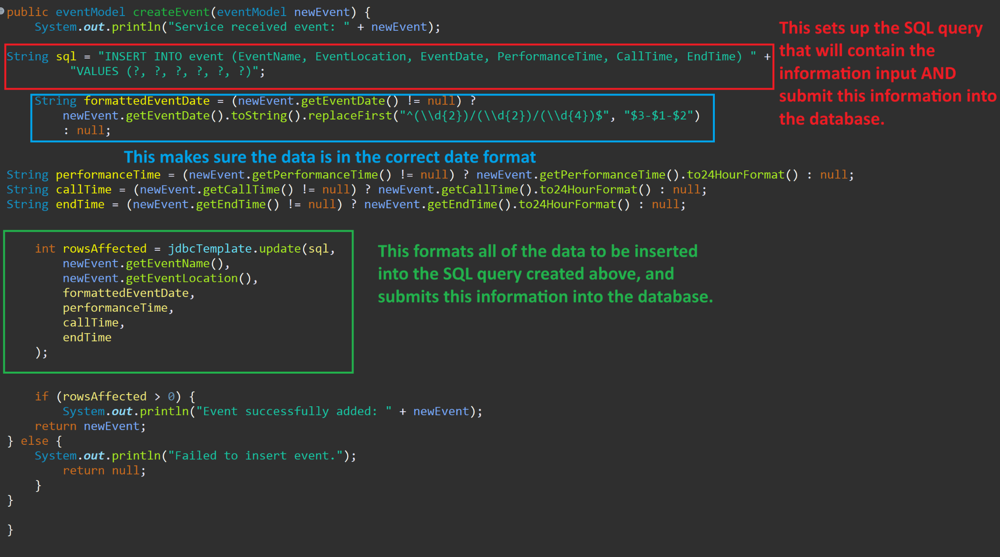 public eventModel createEvent(eventModel newEvent) {
System.out.println("Service received event: " + newEvent);
This sets up the SQL query
that will contain the
information input AND
submit this information into
the database.
String sql = "INSERT INTO event (EventName, EventLocation, EventDate, PerformanceTime, CallTime, EndTime) " +
"VALUES (?, ?, ?, ?, ?, ?)";
String formattedEventDate = (newEvent.getEventDate() != null) ?
newEvent.getEventDate().toString().replaceFirst("^(\\d{2})/(\\d{2})/(\\d{4})$", "$3-$1-$2")
: null;
This makes sure the data is in the correct date format
String performanceTime = (newEvent.getPerformanceTime() != null) ? newEvent.getPerformanceTime().to24HourFormat() : null;
String callTime = (newEvent.getCallTime() != null) ? newEvent.getCallTime().to24HourFormat() : null;
String endTime = (newEvent.getEndTime() != null) ? newEvent.getEndTime().to24HourFormat() : null;
int rowsAffected = jdbcTemplate.update(sql,
newEvent.getEventName(),
newEvent.getEventLocation(),
formattedEventDate,
performanceTime,
callTime,
endTime
);
This formats all of the data to be inserted
into the SQL query created above, and
submits this information into the database.
if (rowsAffected > 0) {
System.out.println("Event successfully added: " + newEvent);
return newEvent;
} else {
System.out.println("Failed to insert event.");
return null;
}
}
}